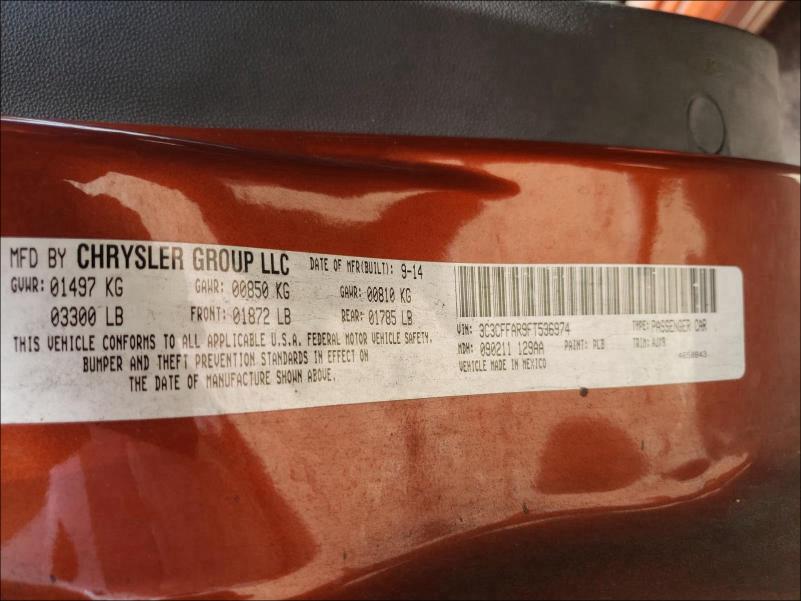 MFD BY CHRYSLER GROUP LLC DATE OF MFR(BUILT): 9-14
GVWR: 01497 KG GAWR: 00850 KG GAWR: 00810 KG
03300 LB FRONT: 01872 LB REAR: 01785 LB
THIS VEHICLE CONFORMS TO ALL APPLICABLE U.S.A. FEDERAL MOTOR VEHICLE SAFETY,
BUMPER AND THEFT PREVENTION STANDARDS IN EFFECT ON
THE DATE OF MANUFACTURE SHOWN ABOVE.
VIN: 3C3CFFAR9FT536974 TYPE: PASSENGER CAR
MDH: 090211 129AA PAINT: PLB TRIM:
VEHICLE MADE IN MEXICO